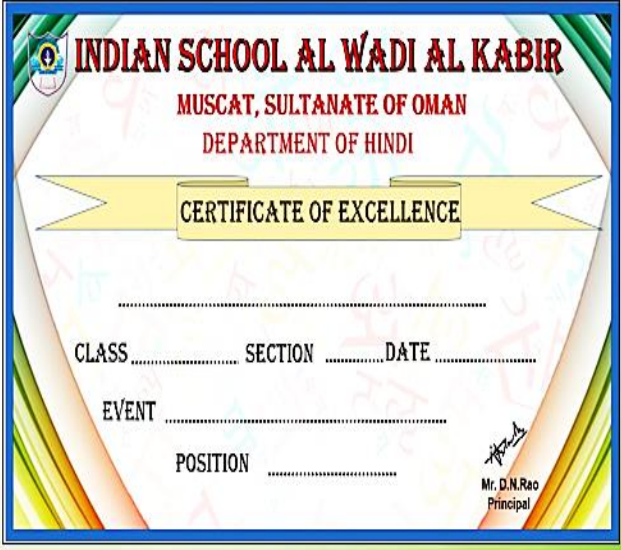 INDIAN SCHOOL AL WADI AL KABIR
MUSCAT, SULTANATE OF OMAN
DEPARTMENT OF HINDI
CERTIFICATE OF EXCELLENCE
CLASS SECTION DATE
EVENT
POSITION
Mr. D.N.Rao
Principal